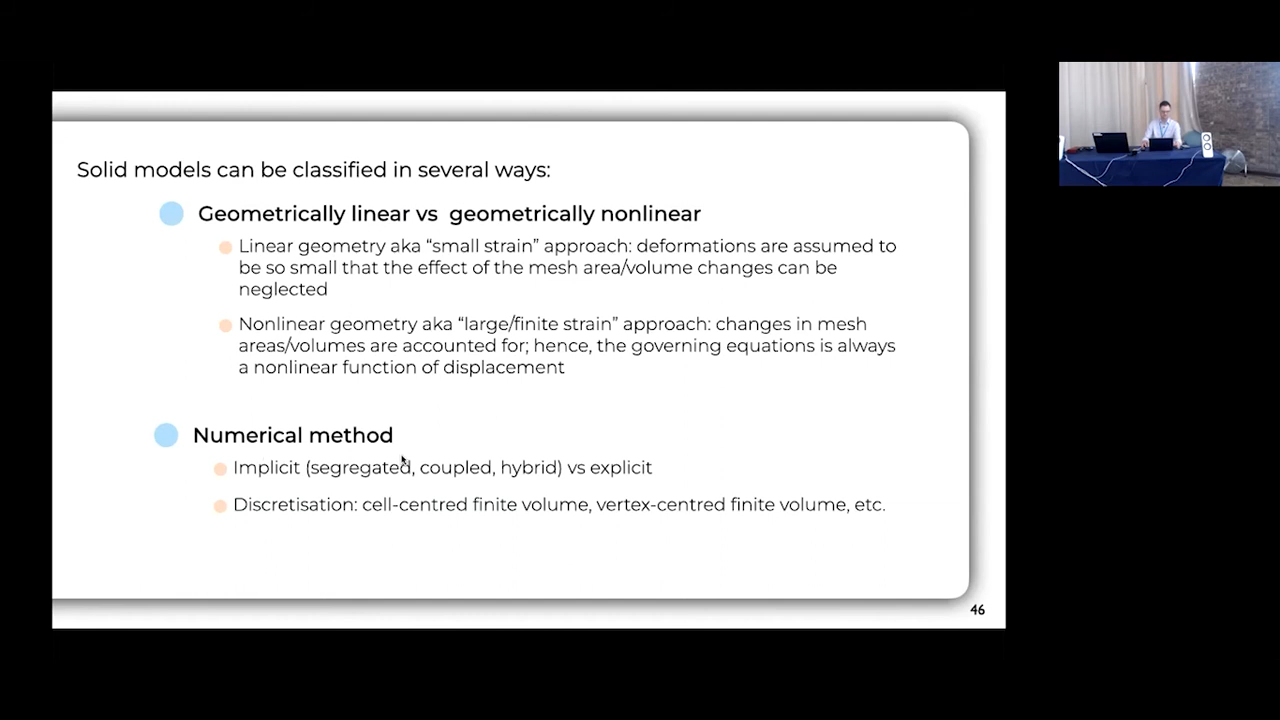 Solid models can be classified in several ways:
Geometrically linear vs  geometrically nonlinear
Linear geometry aka “small strain” approach: deformations are assumed to
be so small that the effect of the mesh area/volume changes can be
neglected
Nonlinear geometry aka “large/finite strain” approach: changes in mesh
areas/volumes are accounted for; hence, the governing equations is always
a nonlinear function of displacement
Numerical method
Implicit (segregated, coupled, hybrid) vs explicit
Discretisation: cell-centred finite volume, vertex-centred finite volume, etc.
46